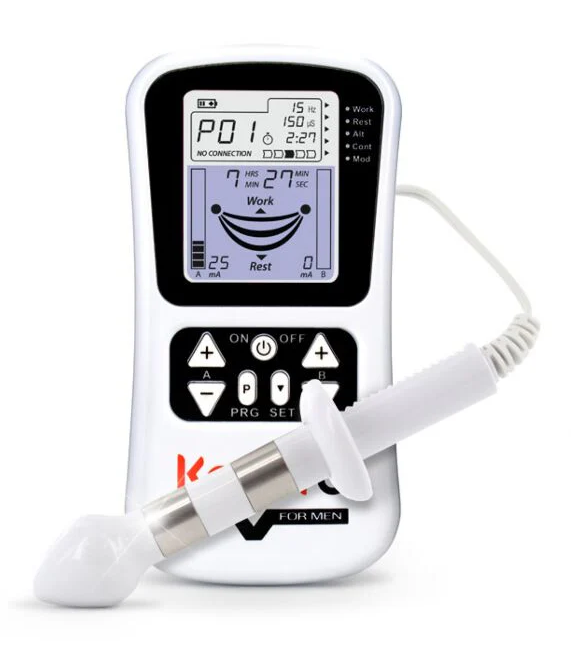 15 Hz
150 µS
P01 2:27
NO CONNECTION
Work
Rest
Alt
Cont
Mod
7 HRS MIN 27 MIN SEC
Work
Rest
25 mA
0 mA
A
B
ON OFF
+
+
A
B
−
P
PRG SET
FOR MEN